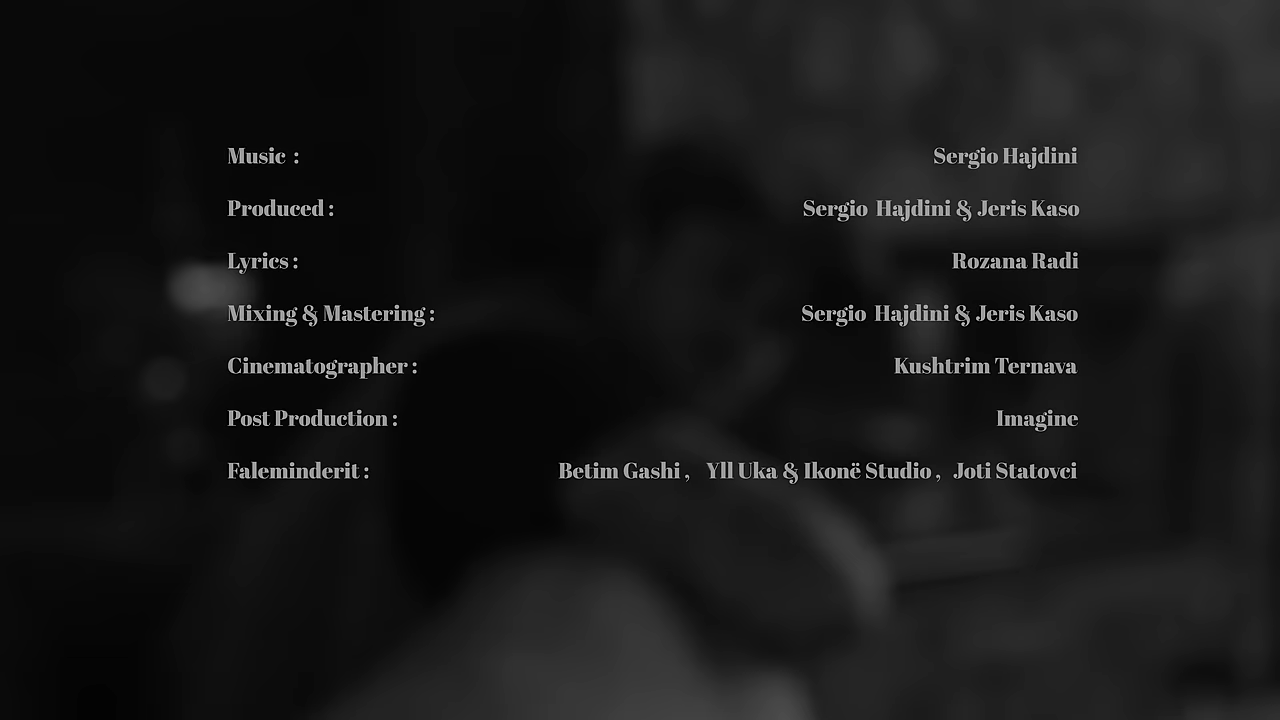 Music : Sergio Hajdini
Produced : Sergio Hajdini & Jeris Kaso
Lyrics : Rozana Radi
Mixing & Mastering : Sergio Hajdini & Jeris Kaso
Cinematographer : Kushtrim Ternava
Post Production : Imagine
Faleminderit : Betim Gashi , Yll Uka & Ikonë Studio , Joti Statovci